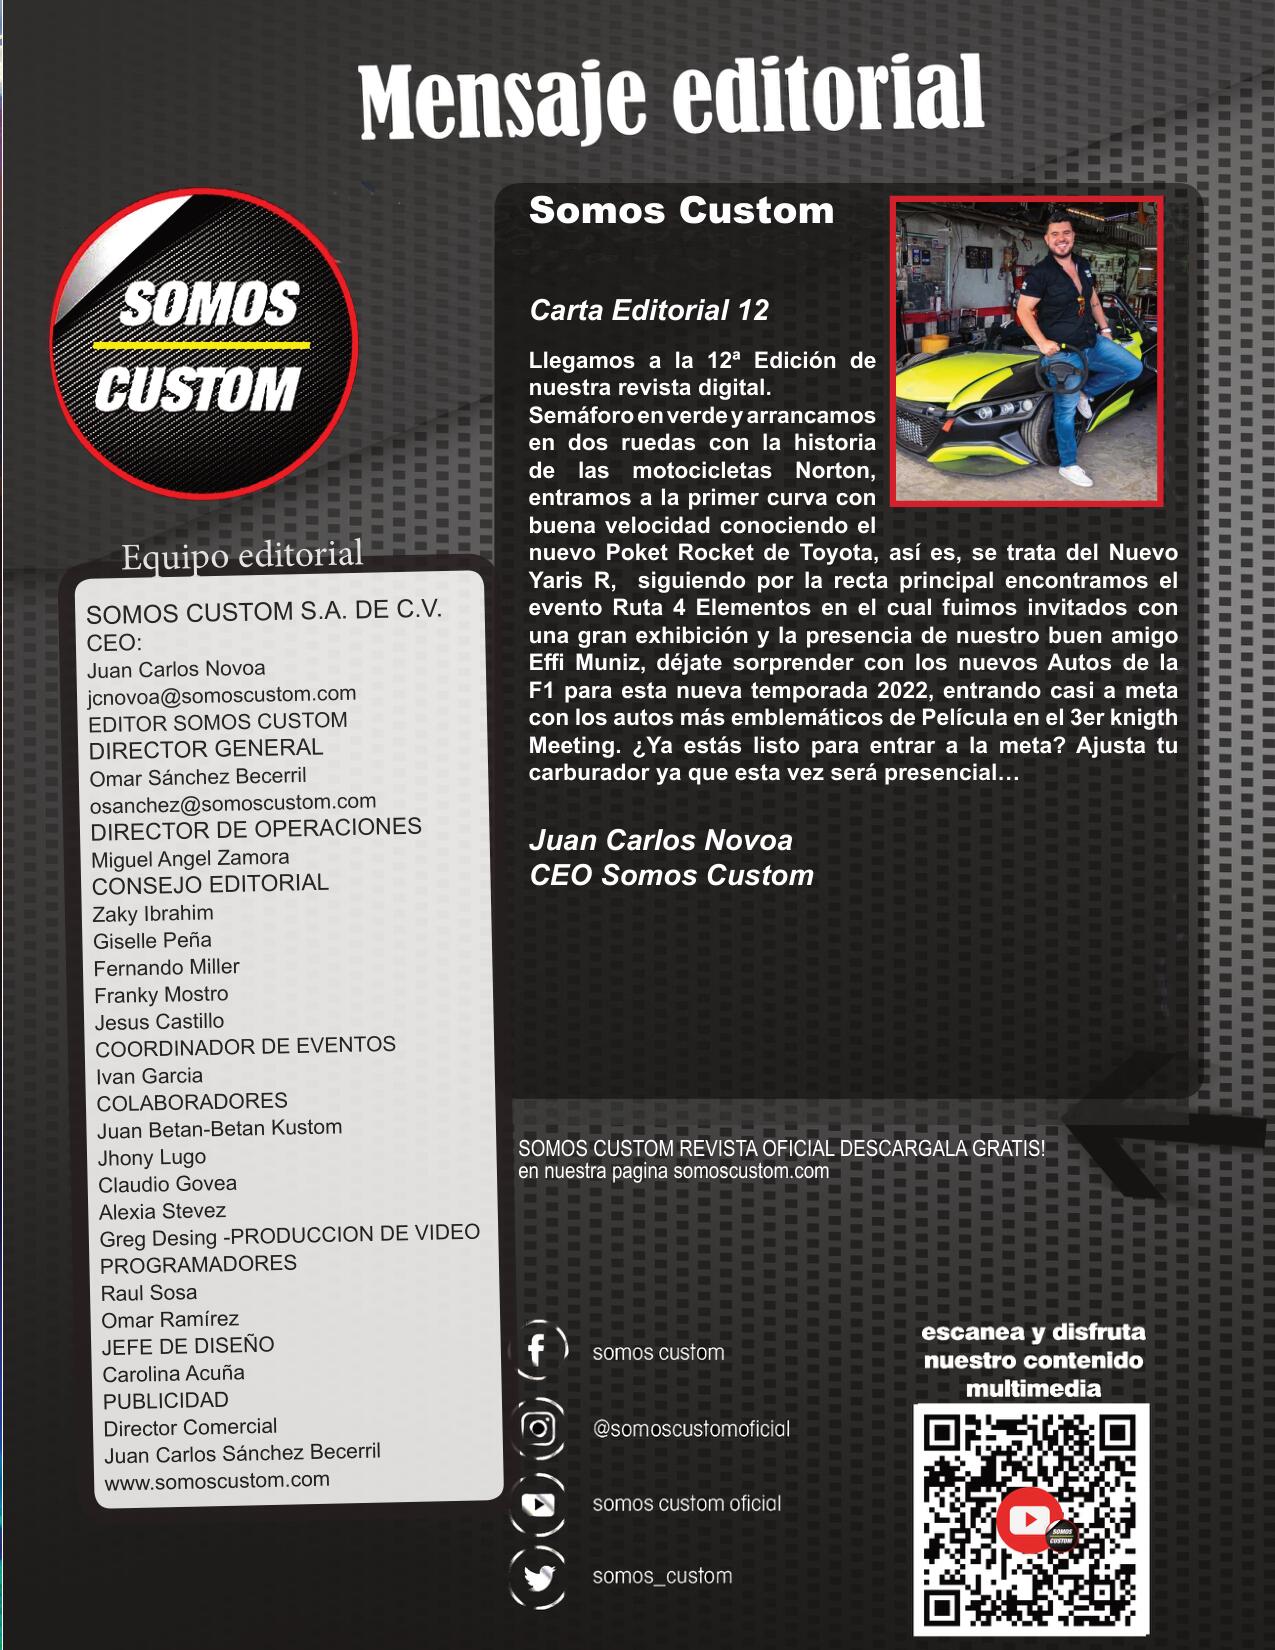 Mensaje editorial
SOMOS
CUSTOM
Equipo editorial
SOMOS CUSTOM S.A. DE C.V.
CEO:
Juan Carlos Novoa
jcnovoa@somoscustom.com
EDITOR SOMOS CUSTOM
DIRECTOR GENERAL
Omar Sánchez Becerril
osanchez@somoscustom.com
DIRECTOR DE OPERACIONES
Miguel Angel Zamora
CONSEJO EDITORIAL
Zaky Ibrahim
Giselle Peña
Fernando Miller
Franky Mostro
Jesus Castillo
COORDINADOR DE EVENTOS
Ivan Garcia
COLABORADORES
Juan Betan-Betan Kustom
Jhony Lugo
Claudio Govea
Alexia Stevez
Greg Desing -PRODUCCION DE VIDEO
PROGRAMADORES
Raul Sosa
Omar Ramírez
JEFE DE DISEÑO
Carolina Acuña
PUBLICIDAD
Director Comercial
Juan Carlos Sánchez Becerril
www.somoscustom.com
Somos Custom
Carta Editorial 12
Llegamos a la 12ª Edición de
nuestra revista digital.
Semáforo en verde y arrancamos
en dos ruedas con la historia
de las motocicletas Norton,
entramos a la primer curva con
buena velocidad conociendo el
nuevo Poket Rocket de Toyota, así es, se trata del Nuevo
Yaris R, siguiendo por la recta principal encontramos el
evento Ruta 4 Elementos en el cual fuimos invitados con
una gran exhibición y la presencia de nuestro buen amigo
Effi Muniz, déjate sorprender con los nuevos Autos de la
F1 para esta nueva temporada 2022, entrando casi a meta
con los autos más emblemáticos de Película en el 3er knigth
Meeting. ¿Ya estás listo para entrar a la meta? Ajusta tu
carburador ya que esta vez será presencial…
Juan Carlos Novoa
CEO Somos Custom
SOMOS CUSTOM REVISTA OFICIAL DESCARGALA GRATIS!
en nuestra pagina somoscustom.com
somos custom
@somoscustomoficial
somos custom oficial
somos_custom
escanea y disfruta
nuestro contenido
multimedia
SOMOS
CUSTOM